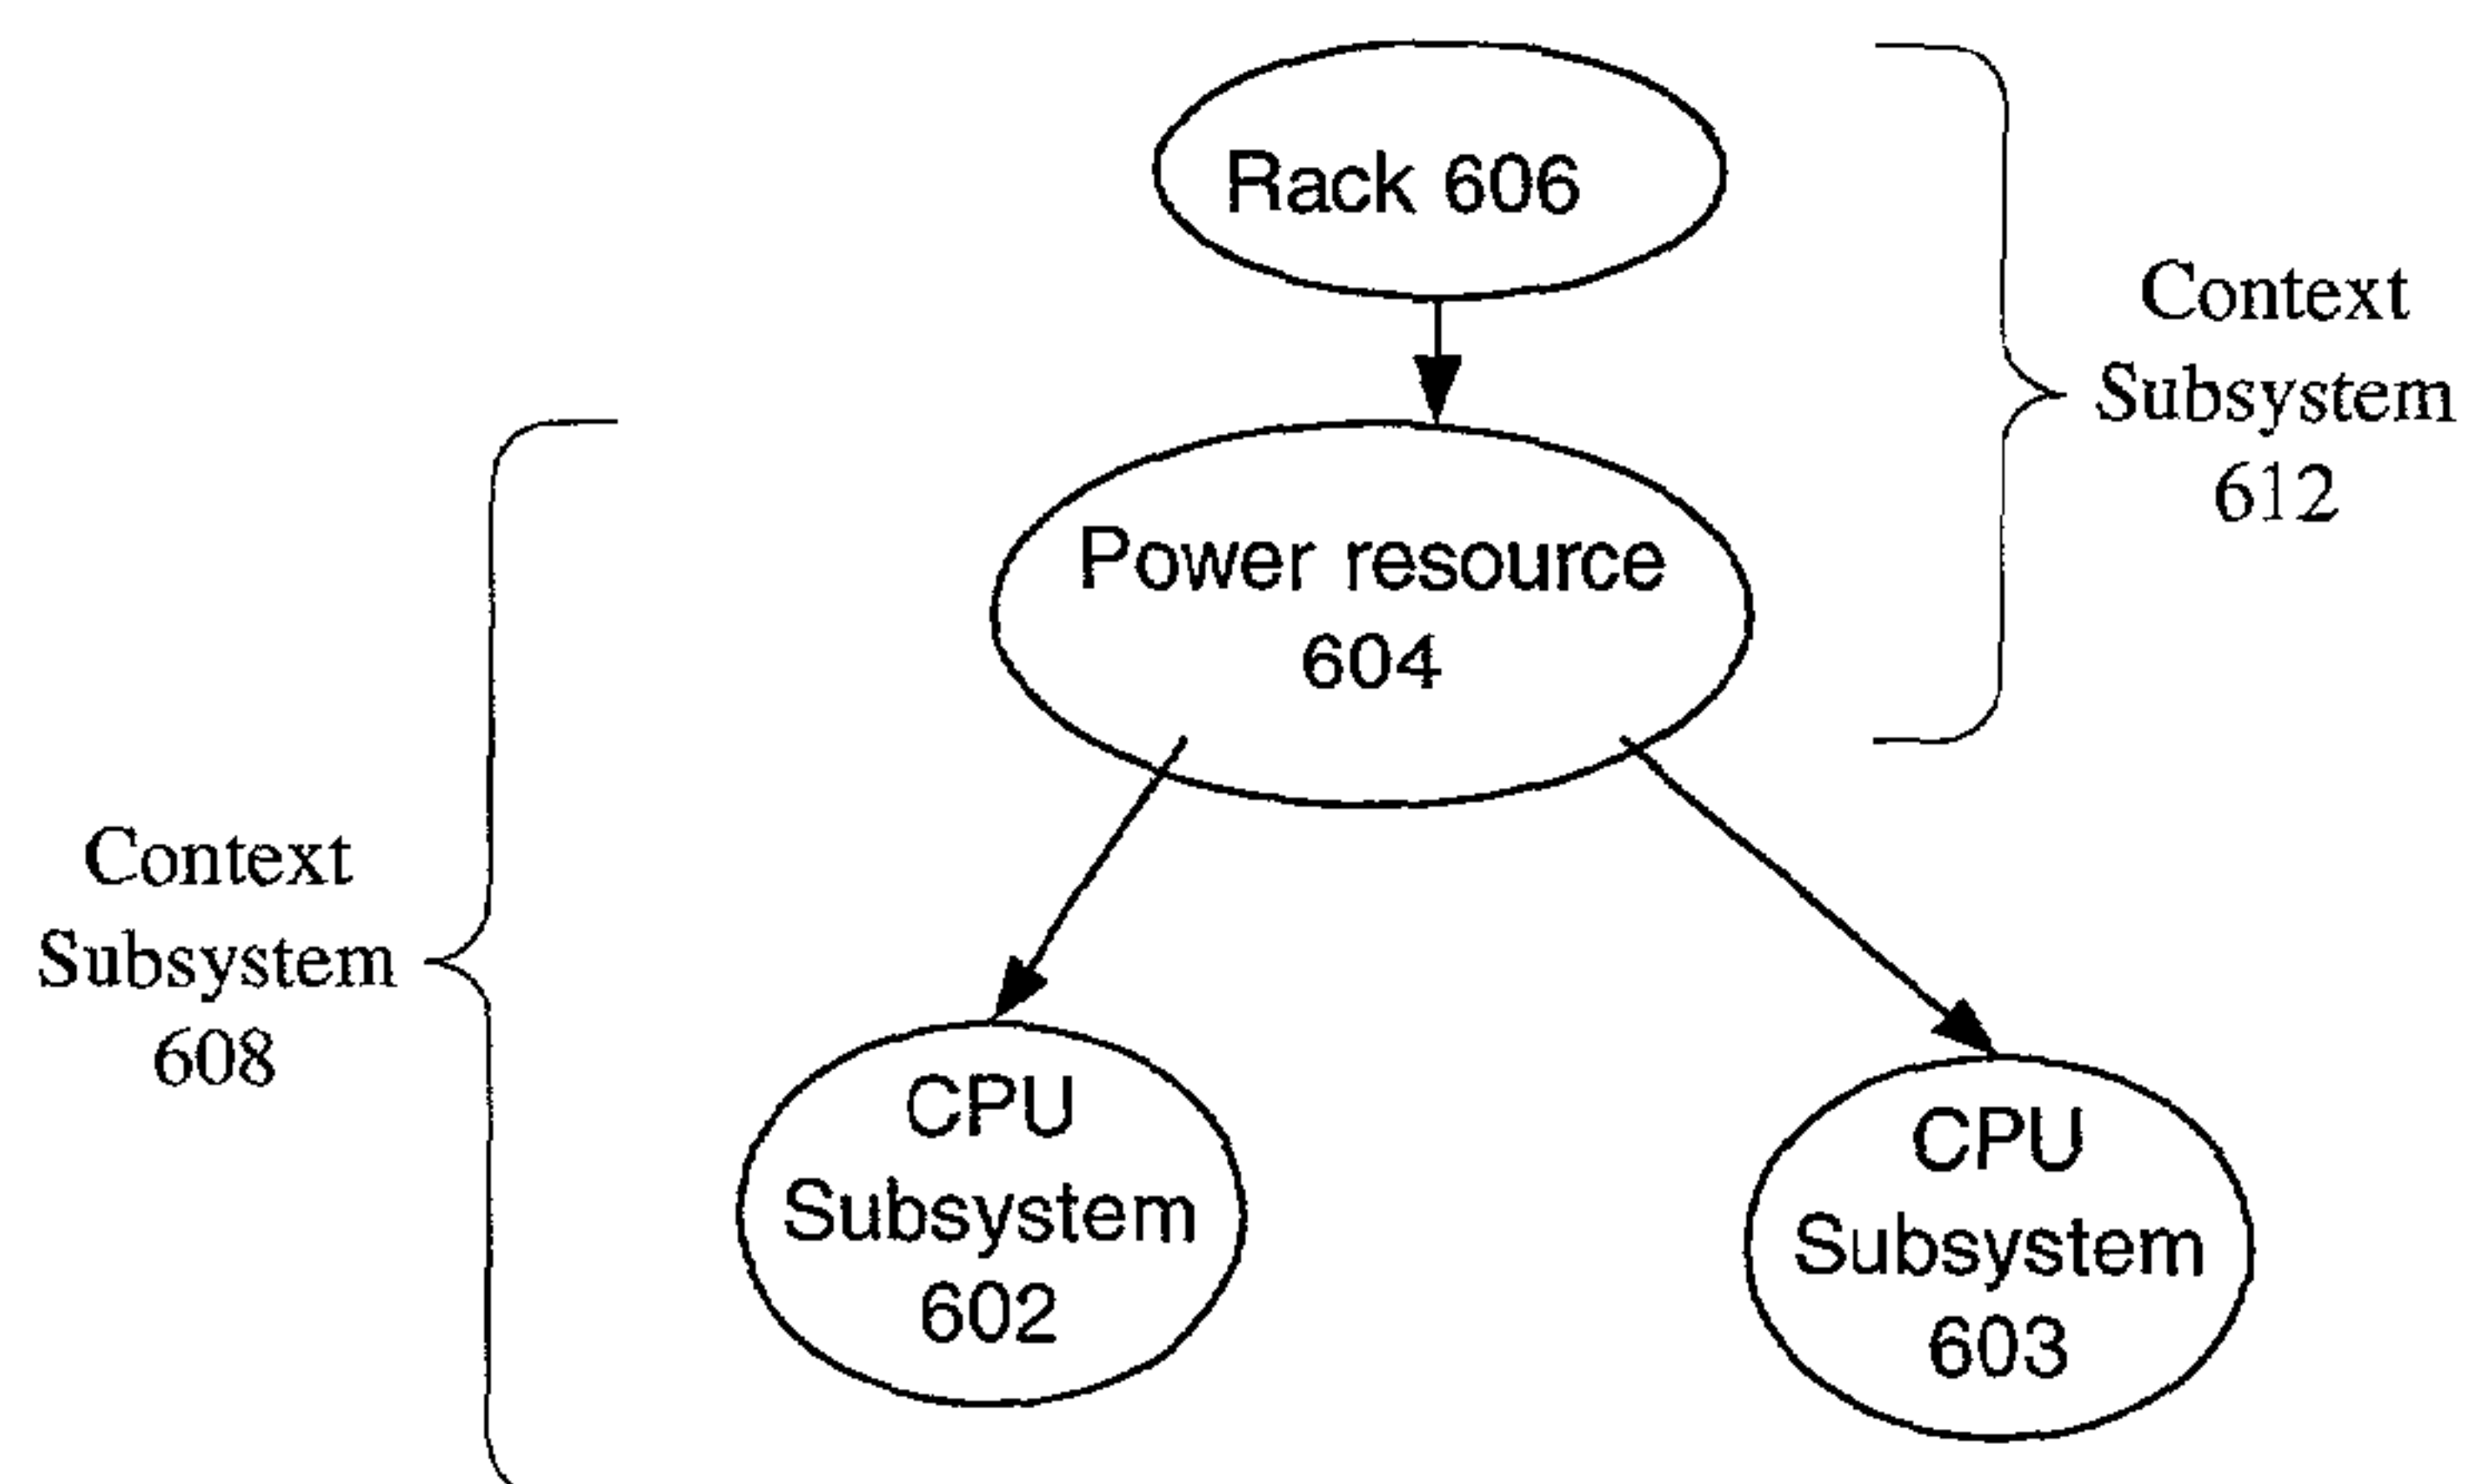 Rack 606
Context
Subsystem
612
Power resource
604
Context
Subsystem
608
CPU
Subsystem
602
CPU
Subsystem
603